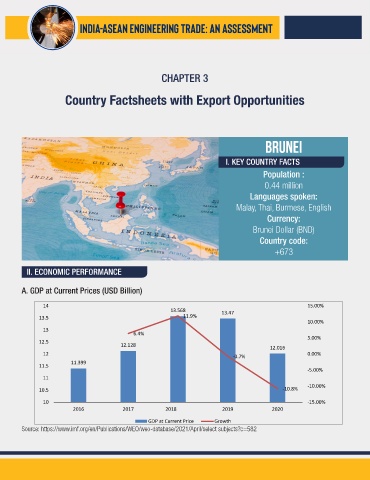 INDIA-ASEAN ENGINEERING TRADE: AN ASSESSMENT
CHAPTER 3
Country Factsheets with Export Opportunities
CHINA
INDIA
INDONESIA
BRUNEI
I. KEY COUNTRY FACTS
Population :
0.44 million
Languages spoken:
Malay, Thai, Burmese, English
Currency:
Brunei Dollar (BND)
Country code:
+673
II. ECONOMIC PERFORMANCE
A. GDP at Current Prices (USD Billion)
14
13.5
13
12.5
12
11.5
11
10.5
10
15.00%
10.00%
5.00%
0.00%
-5.00%
-10.00%
-15.00%
11.399
12.128
13.568
13.47
12.019
6.4%
11.9%
-0.7%
-10.8%
2016 2017 2018 2019 2020
GDP at Current Price Growth
Source: https://www.imf.org/en/Publications/WEO/weo-database/2021/April/select subjects?c=582